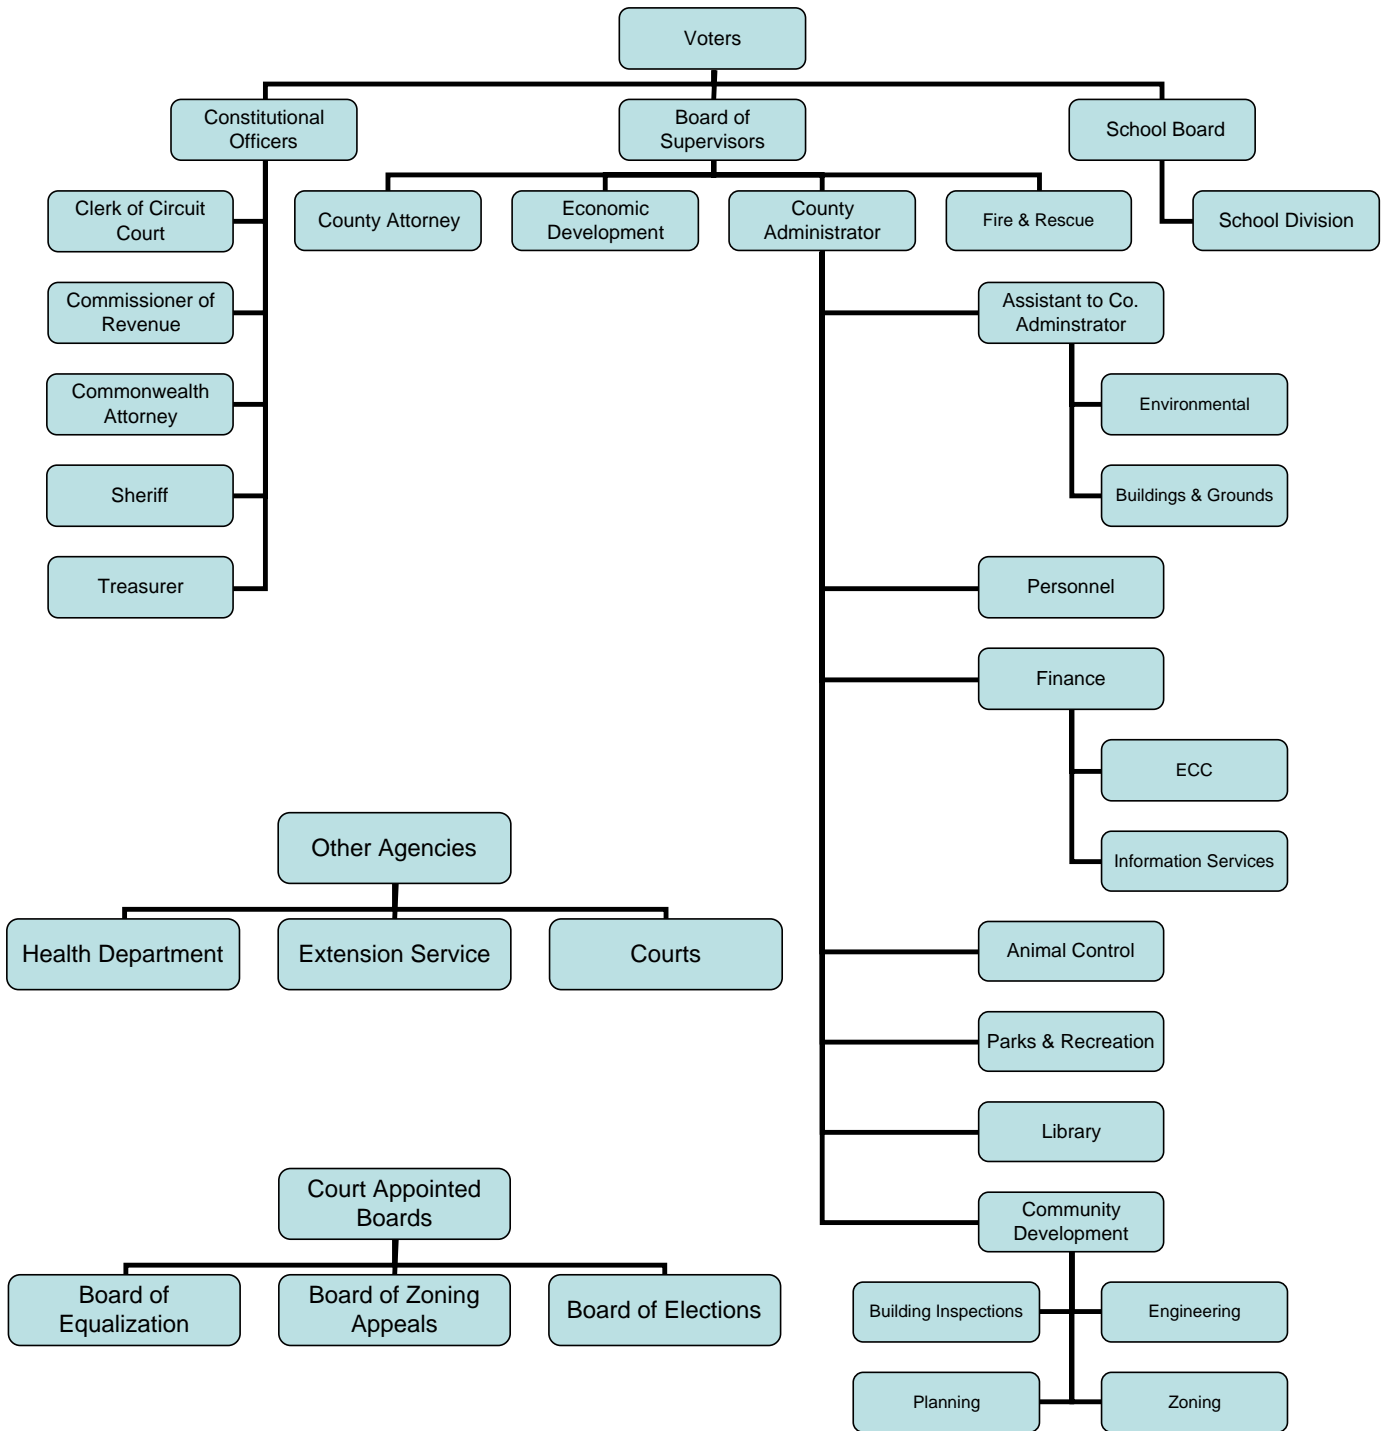 Voters
Constitutional
Officers
Board of
Supervisors
School Board
Clerk of Circuit
Court
County Attorney
Economic
Development
County
Administrator
Fire & Rescue
School Division
Commissioner of
Revenue
Assistant to Co.
Adminstrator
Commonwealth
Attorney
Environmental
Sheriff
Buildings & Grounds
Treasurer
Personnel
Finance
ECC
Other Agencies
Information Services
Health Department
Extension Service
Courts
Animal Control
Parks & Recreation
Library
Court Appointed
Boards
Community
Development
Board of
Equalization
Board of Zoning
Appeals
Board of Elections
Building Inspections
Engineering
Planning
Zoning